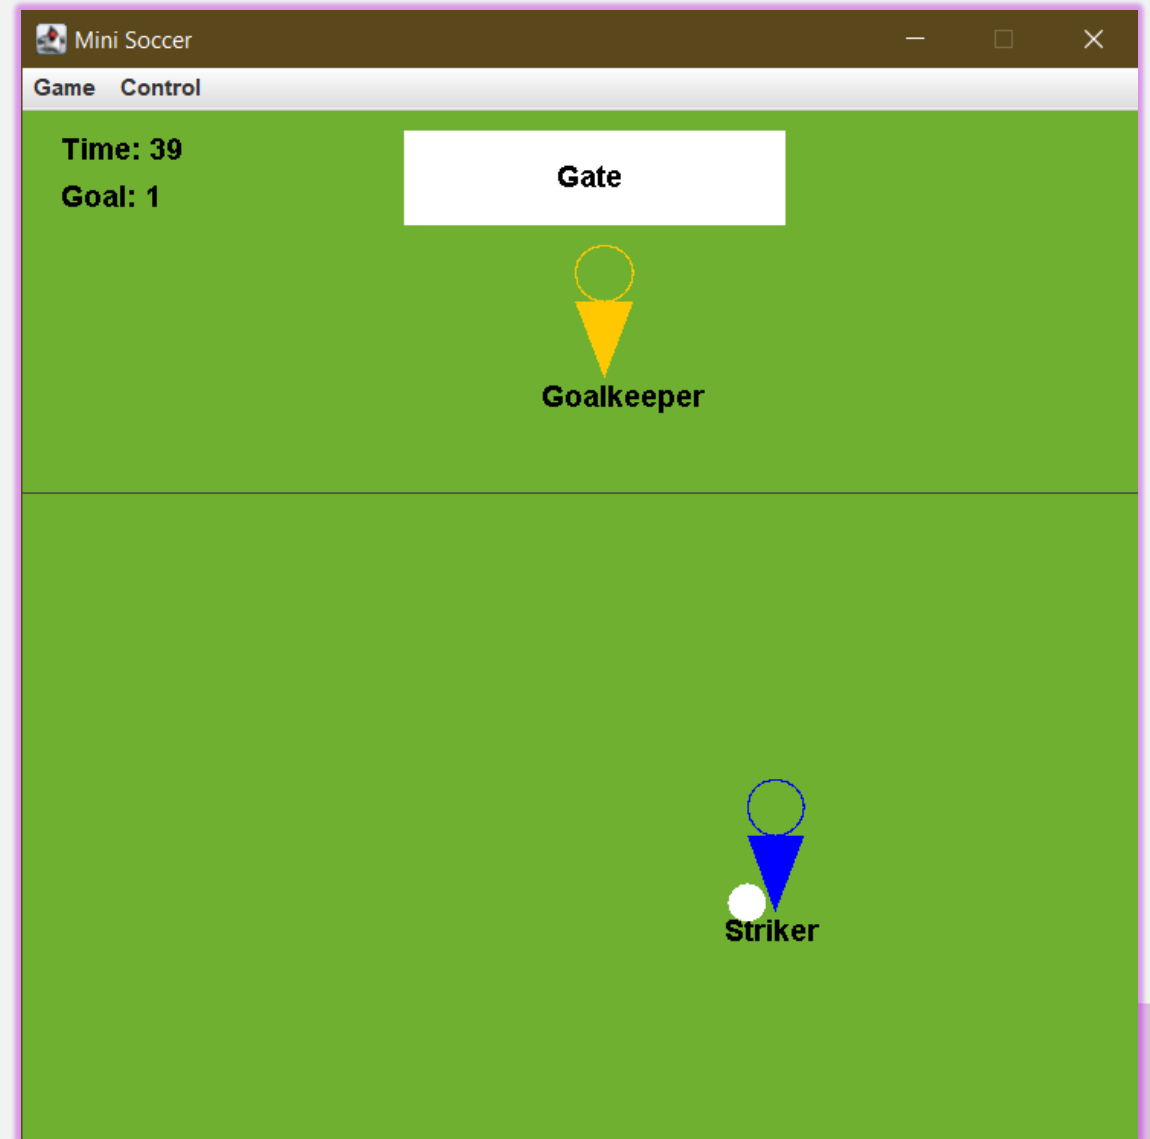 Mini Soccer
Game Control
Time: 39
Goal: 1
Gate
Goalkeeper
Striker